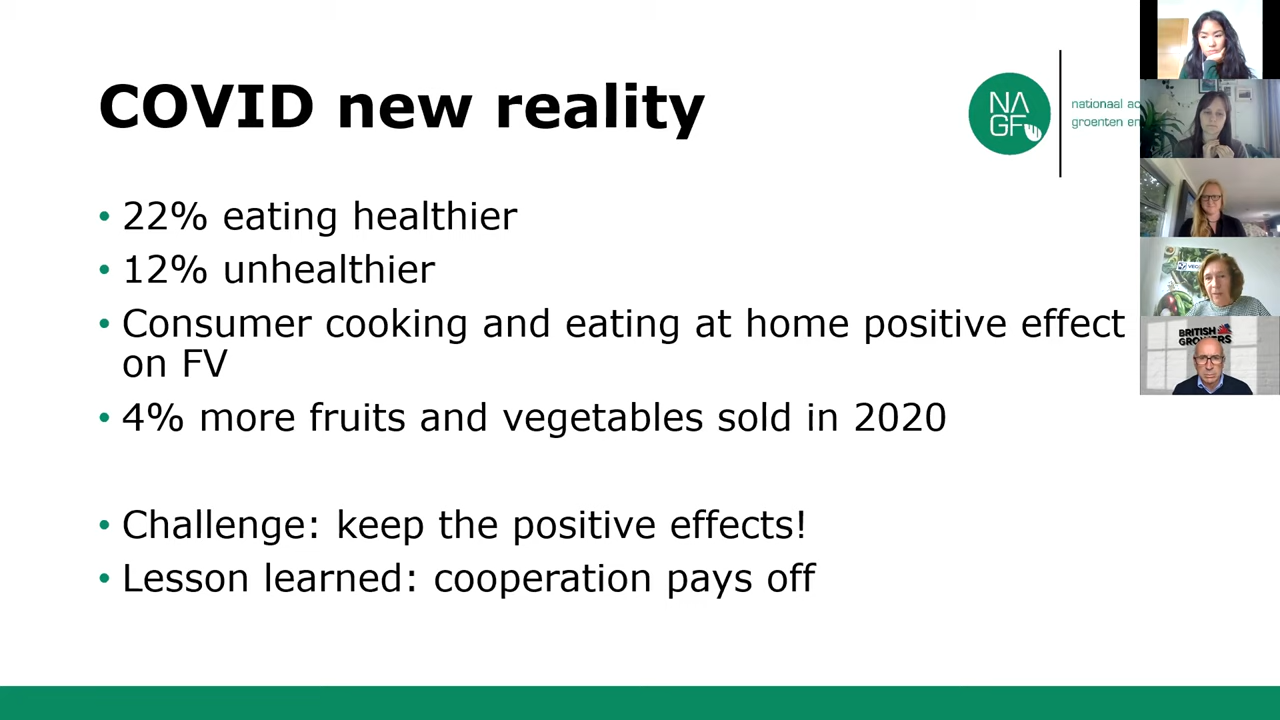 COVID new reality
NA
GF
nationaal
groenten en
• 22% eating healthier
• 12% unhealthier
• Consumer cooking and eating at home positive effect
on FV
• 4% more fruits and vegetables sold in 2020
• Challenge: keep the positive effects!
• Lesson learned: cooperation pays off
BRITISH
GROWERS